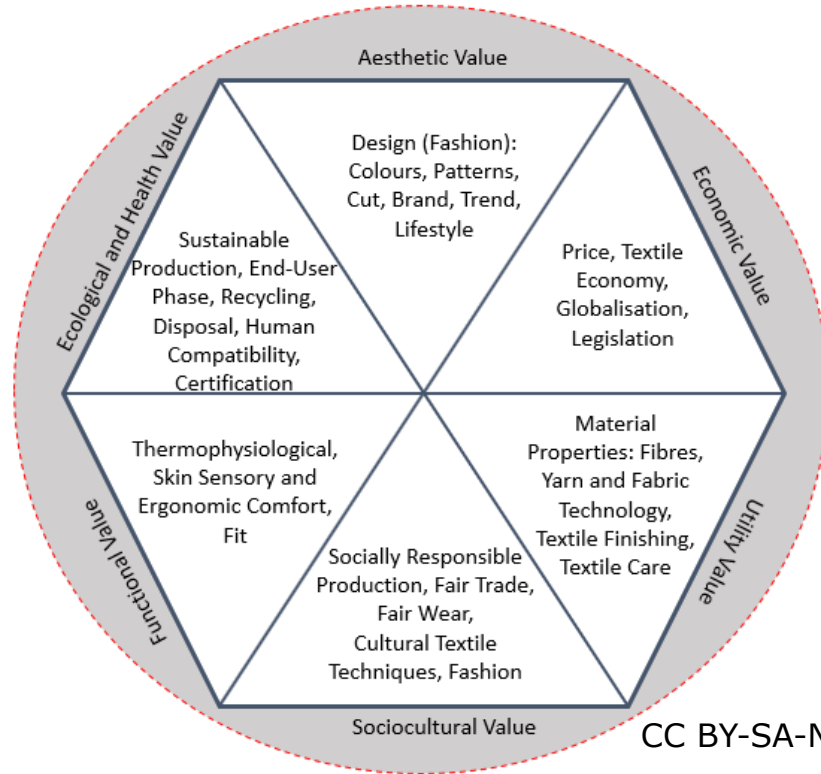 Aesthetic Value
Design (Fashion):
Colours, Patterns,
Cut, Brand, Trend,
Lifestyle
Economic Value
Price, Textile
Economy,
Globalisation,
Legislation
Utility Value
Material
Properties: Fibres,
Yarn and Fabric
Technology,
Textile Finishing,
Textile Care
Sociocultural Value
Socially Responsible
Production, Fair Trade,
Fair Wear,
Cultural Textile
Techniques, Fashion
Functional Value
Thermophysiological,
Skin Sensory and
Ergonomic Comfort,
Fit
Ecological and Health Value
Sustainable
Production, End-User
Phase, Recycling,
Disposal, Human
Compatibility,
Certification
CC BY-SA-N